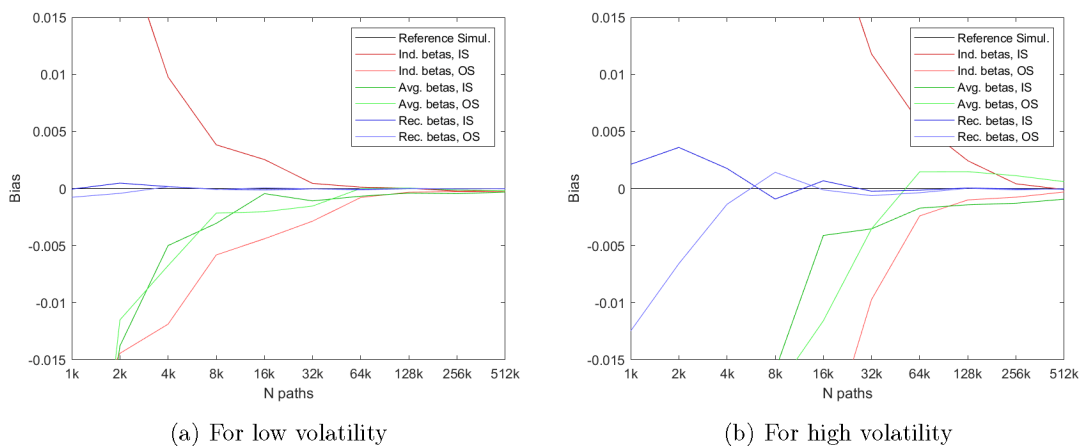 0.015
0.01
0.005
0
-0.005
-0.01
-0.015
Bias
1k 2k 4k 8k 16k 32k 64k 128k 256k 512k
N paths
Reference Simul.
Ind. betas, IS
Ind. betas, OS
Avg. betas, IS
Avg. betas, OS
Rec. betas, IS
Rec. betas, OS
(a) For low volatility
0.015
0.01
0.005
0
-0.005
-0.01
-0.015
Bias
1k 2k 4k 8k 16k 32k 64k 128k 256k 512k
N paths
Reference Simul.
Ind. betas, IS
Ind. betas, OS
Avg. betas, IS
Avg. betas, OS
Rec. betas, IS
Rec. betas, OS
(b) For high volatility